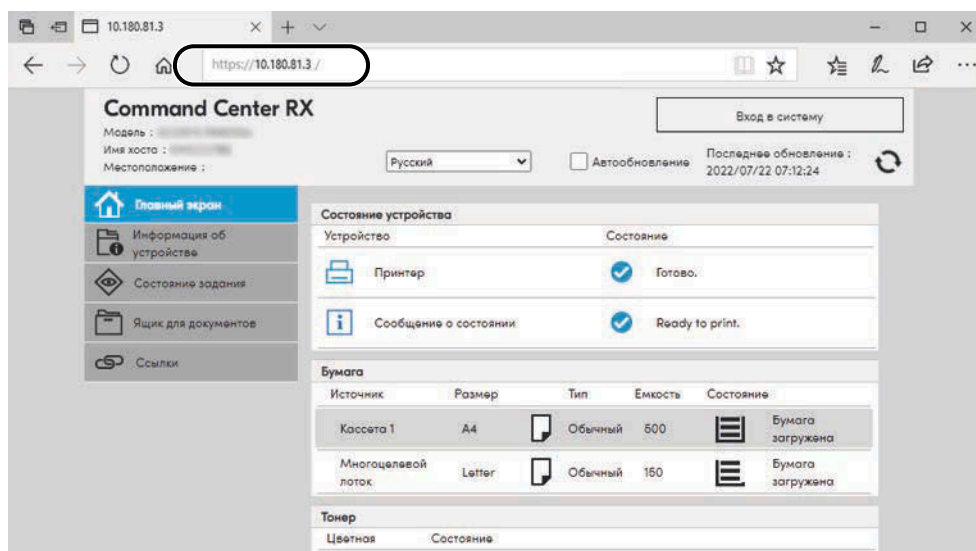 10.180.81.3
https://10.180.81.3 /
Command Center RX
Вход в систему
Модель :
Имя хоста :
Местоположение :
Русский
Автообновление
Последнее обновление :
2022/07/22 07:12:24
Главный экран
Информация об
устройстве
Состояние задания
Ящик для документов
Ссылки
Состояние устройства
Устройство Состояние
Принтер Готово.
Сообщение о состоянии Ready to print.
Бумага
Источник Размер Тип Емкость Состояние
Кассета 1 A4 Обычный 500 Бумага
загружена
Многоцелевой
лоток Letter Обычный 150 Бумага
загружена
Тонер
Цветная Состояние